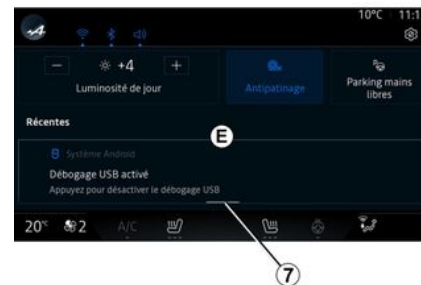 10°C 11:1
+4
Luminosité de jour
Antipatinage
Parking mains
libres
Récentes
E
Système Android
Débogage USB activé
Appuyez pour désactiver le débogage USB
20°C 2 A/C
7